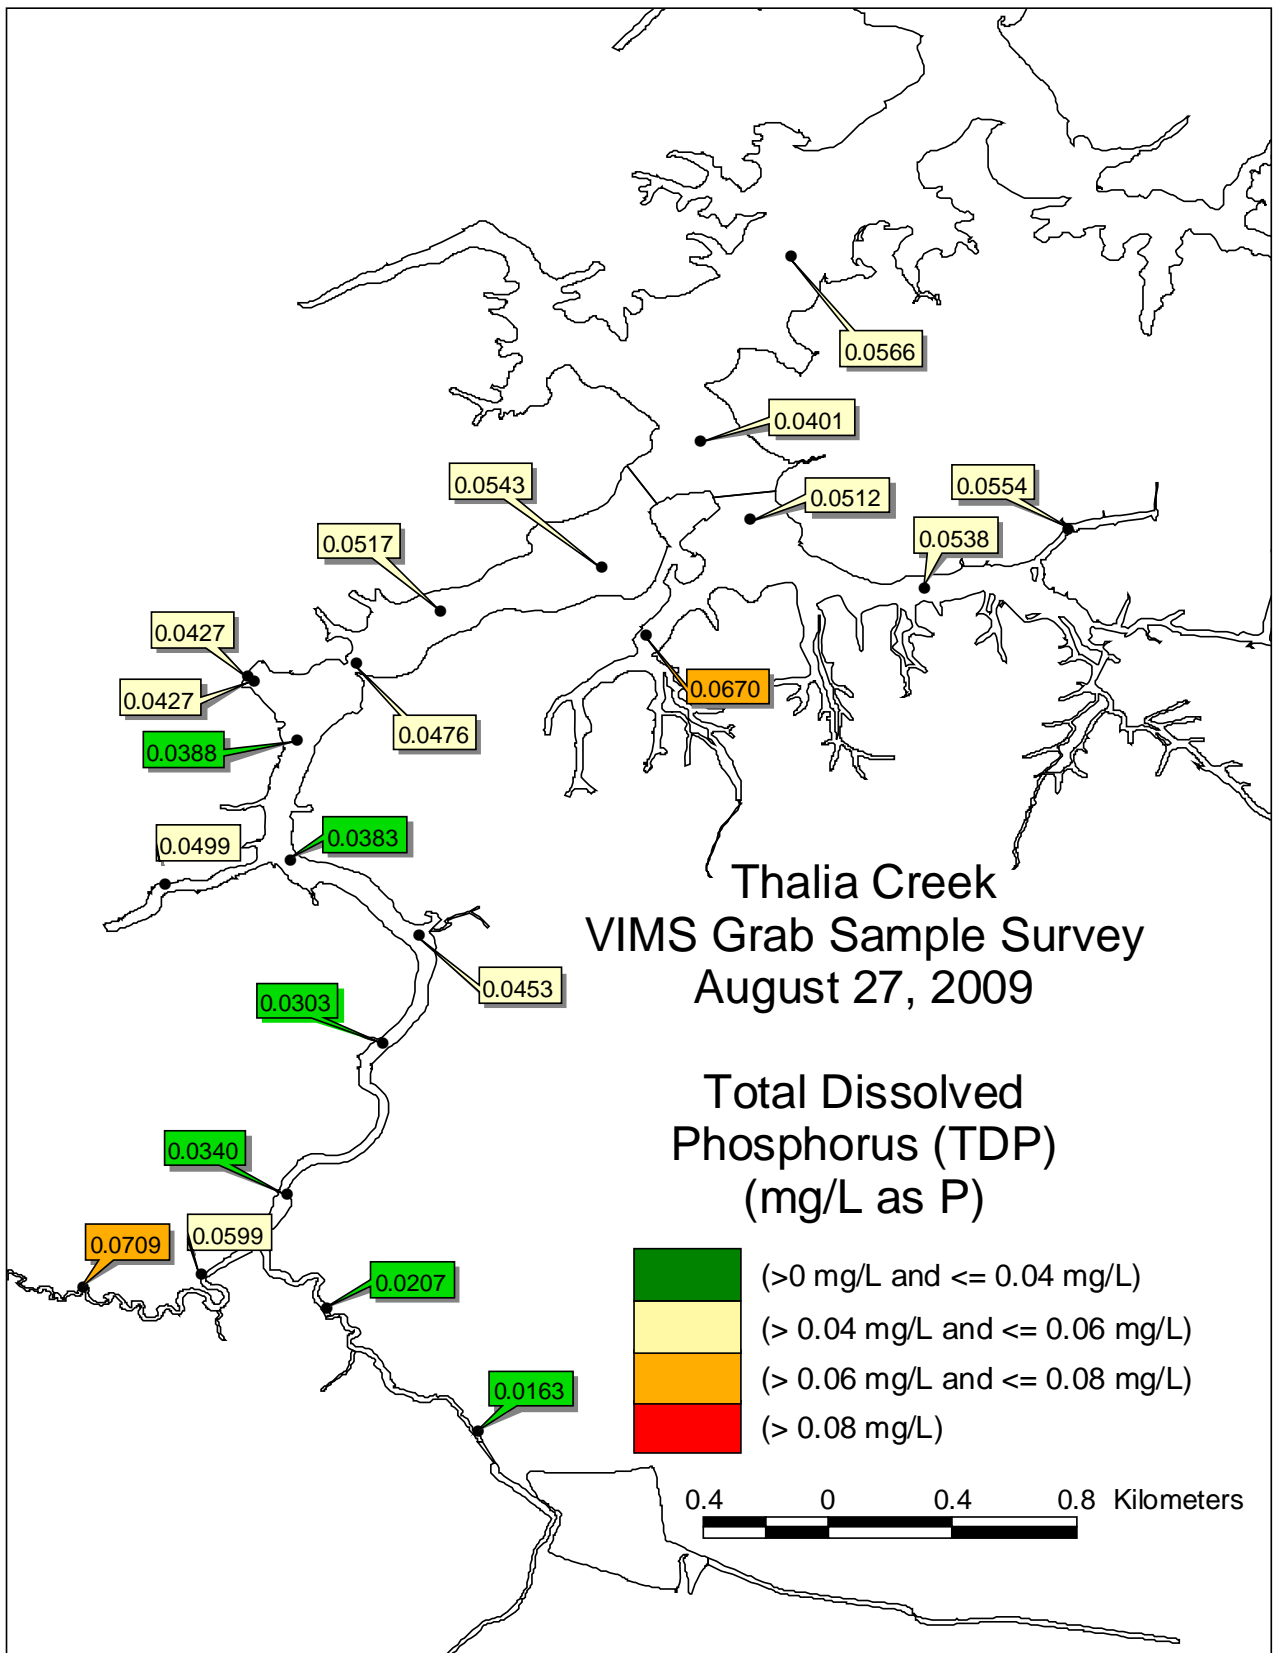 0.0566
0.0401
0.0543
0.0512
0.0554
0.0517
0.0538
0.0427
0.0427
0.0670
0.0476
0.0388
0.0383
0.0499
Thalia Creek
VIMS Grab Sample Survey
August 27, 2009
0.0453
0.0303
Total Dissolved
Phosphorus (TDP)
(mg/L as P)
0.0340
0.0599
0.0709
0.0207
(>0 mg/L and <= 0.04 mg/L)
(> 0.04 mg/L and <= 0.06 mg/L)
(> 0.06 mg/L and <= 0.08 mg/L)
(> 0.08 mg/L)
0.0163
0.4 0 0.4 0.8 Kilometers